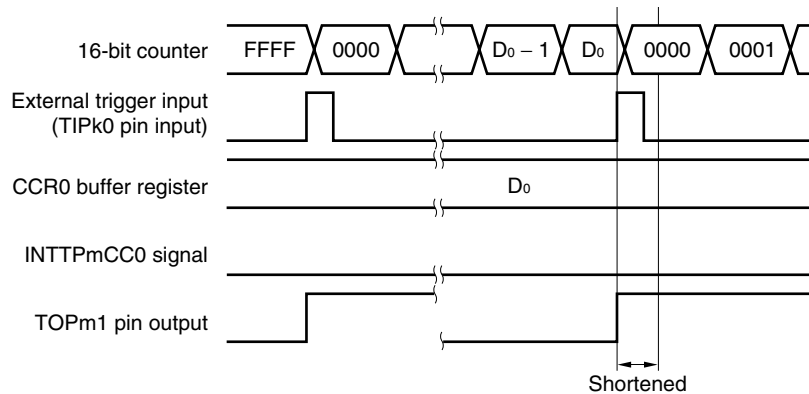 16-bit counter FFFF 0000 D0 − 1 D0 0000 0001
External trigger input
(TIPk0 pin input)
CCR0 buffer register D0
INTTPmCC0 signal
TOPm1 pin output
Shortened